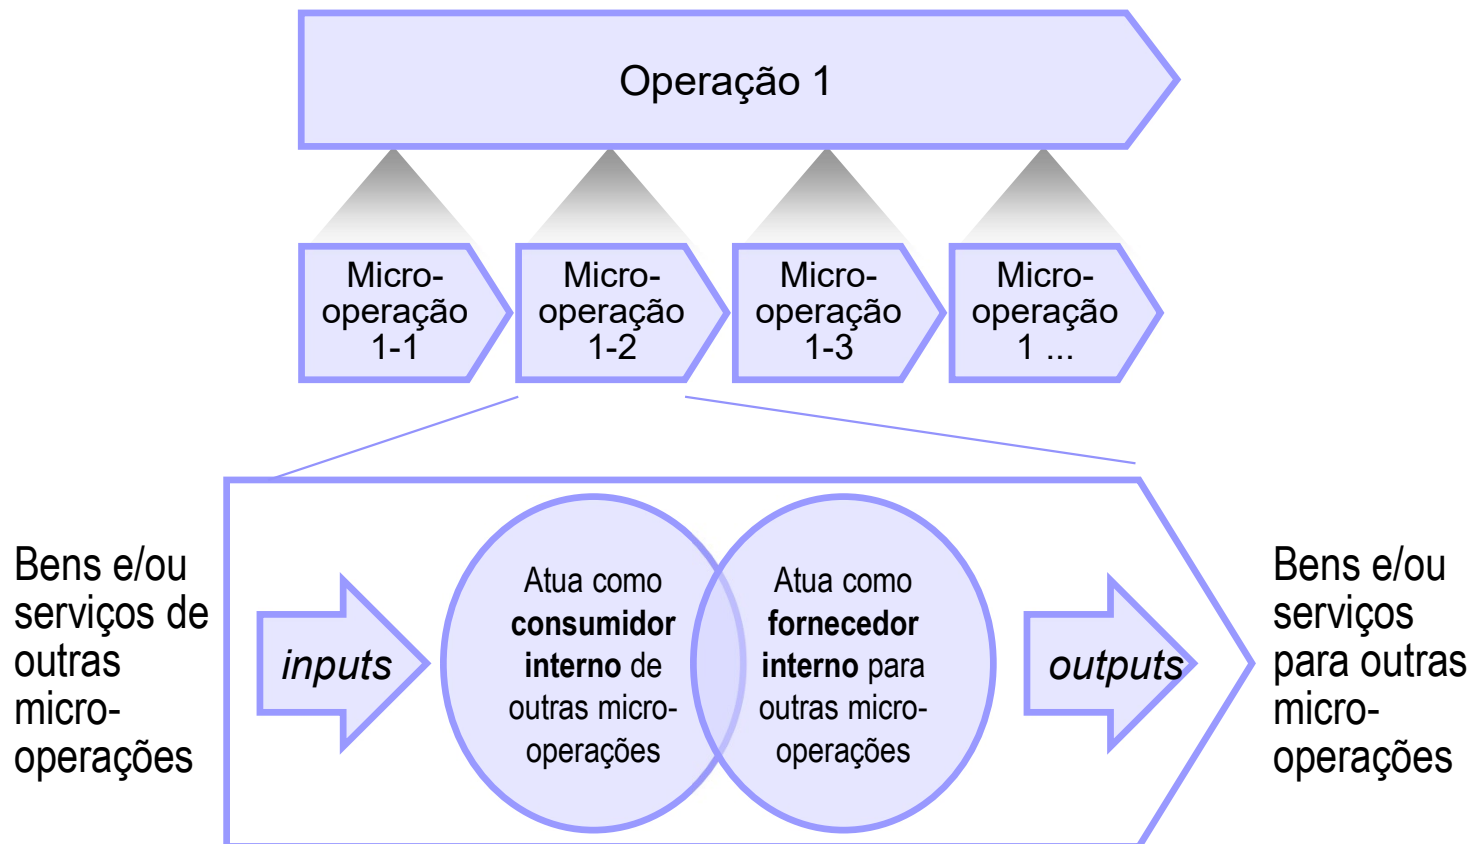 Operação 1
Micro-
operação
1-1
Micro-
operação
1-2
Micro-
operação
1-3
Micro-
operação
1 ...
Bens e/ou
serviços de
outras
micro-
operações
inputs
Atua como
consumidor
interno de
outras micro-
operações
Atua como
fornecedor
interno para
outras micro-
operações
outputs
Bens e/ou
serviços
para outras
micro-
operações